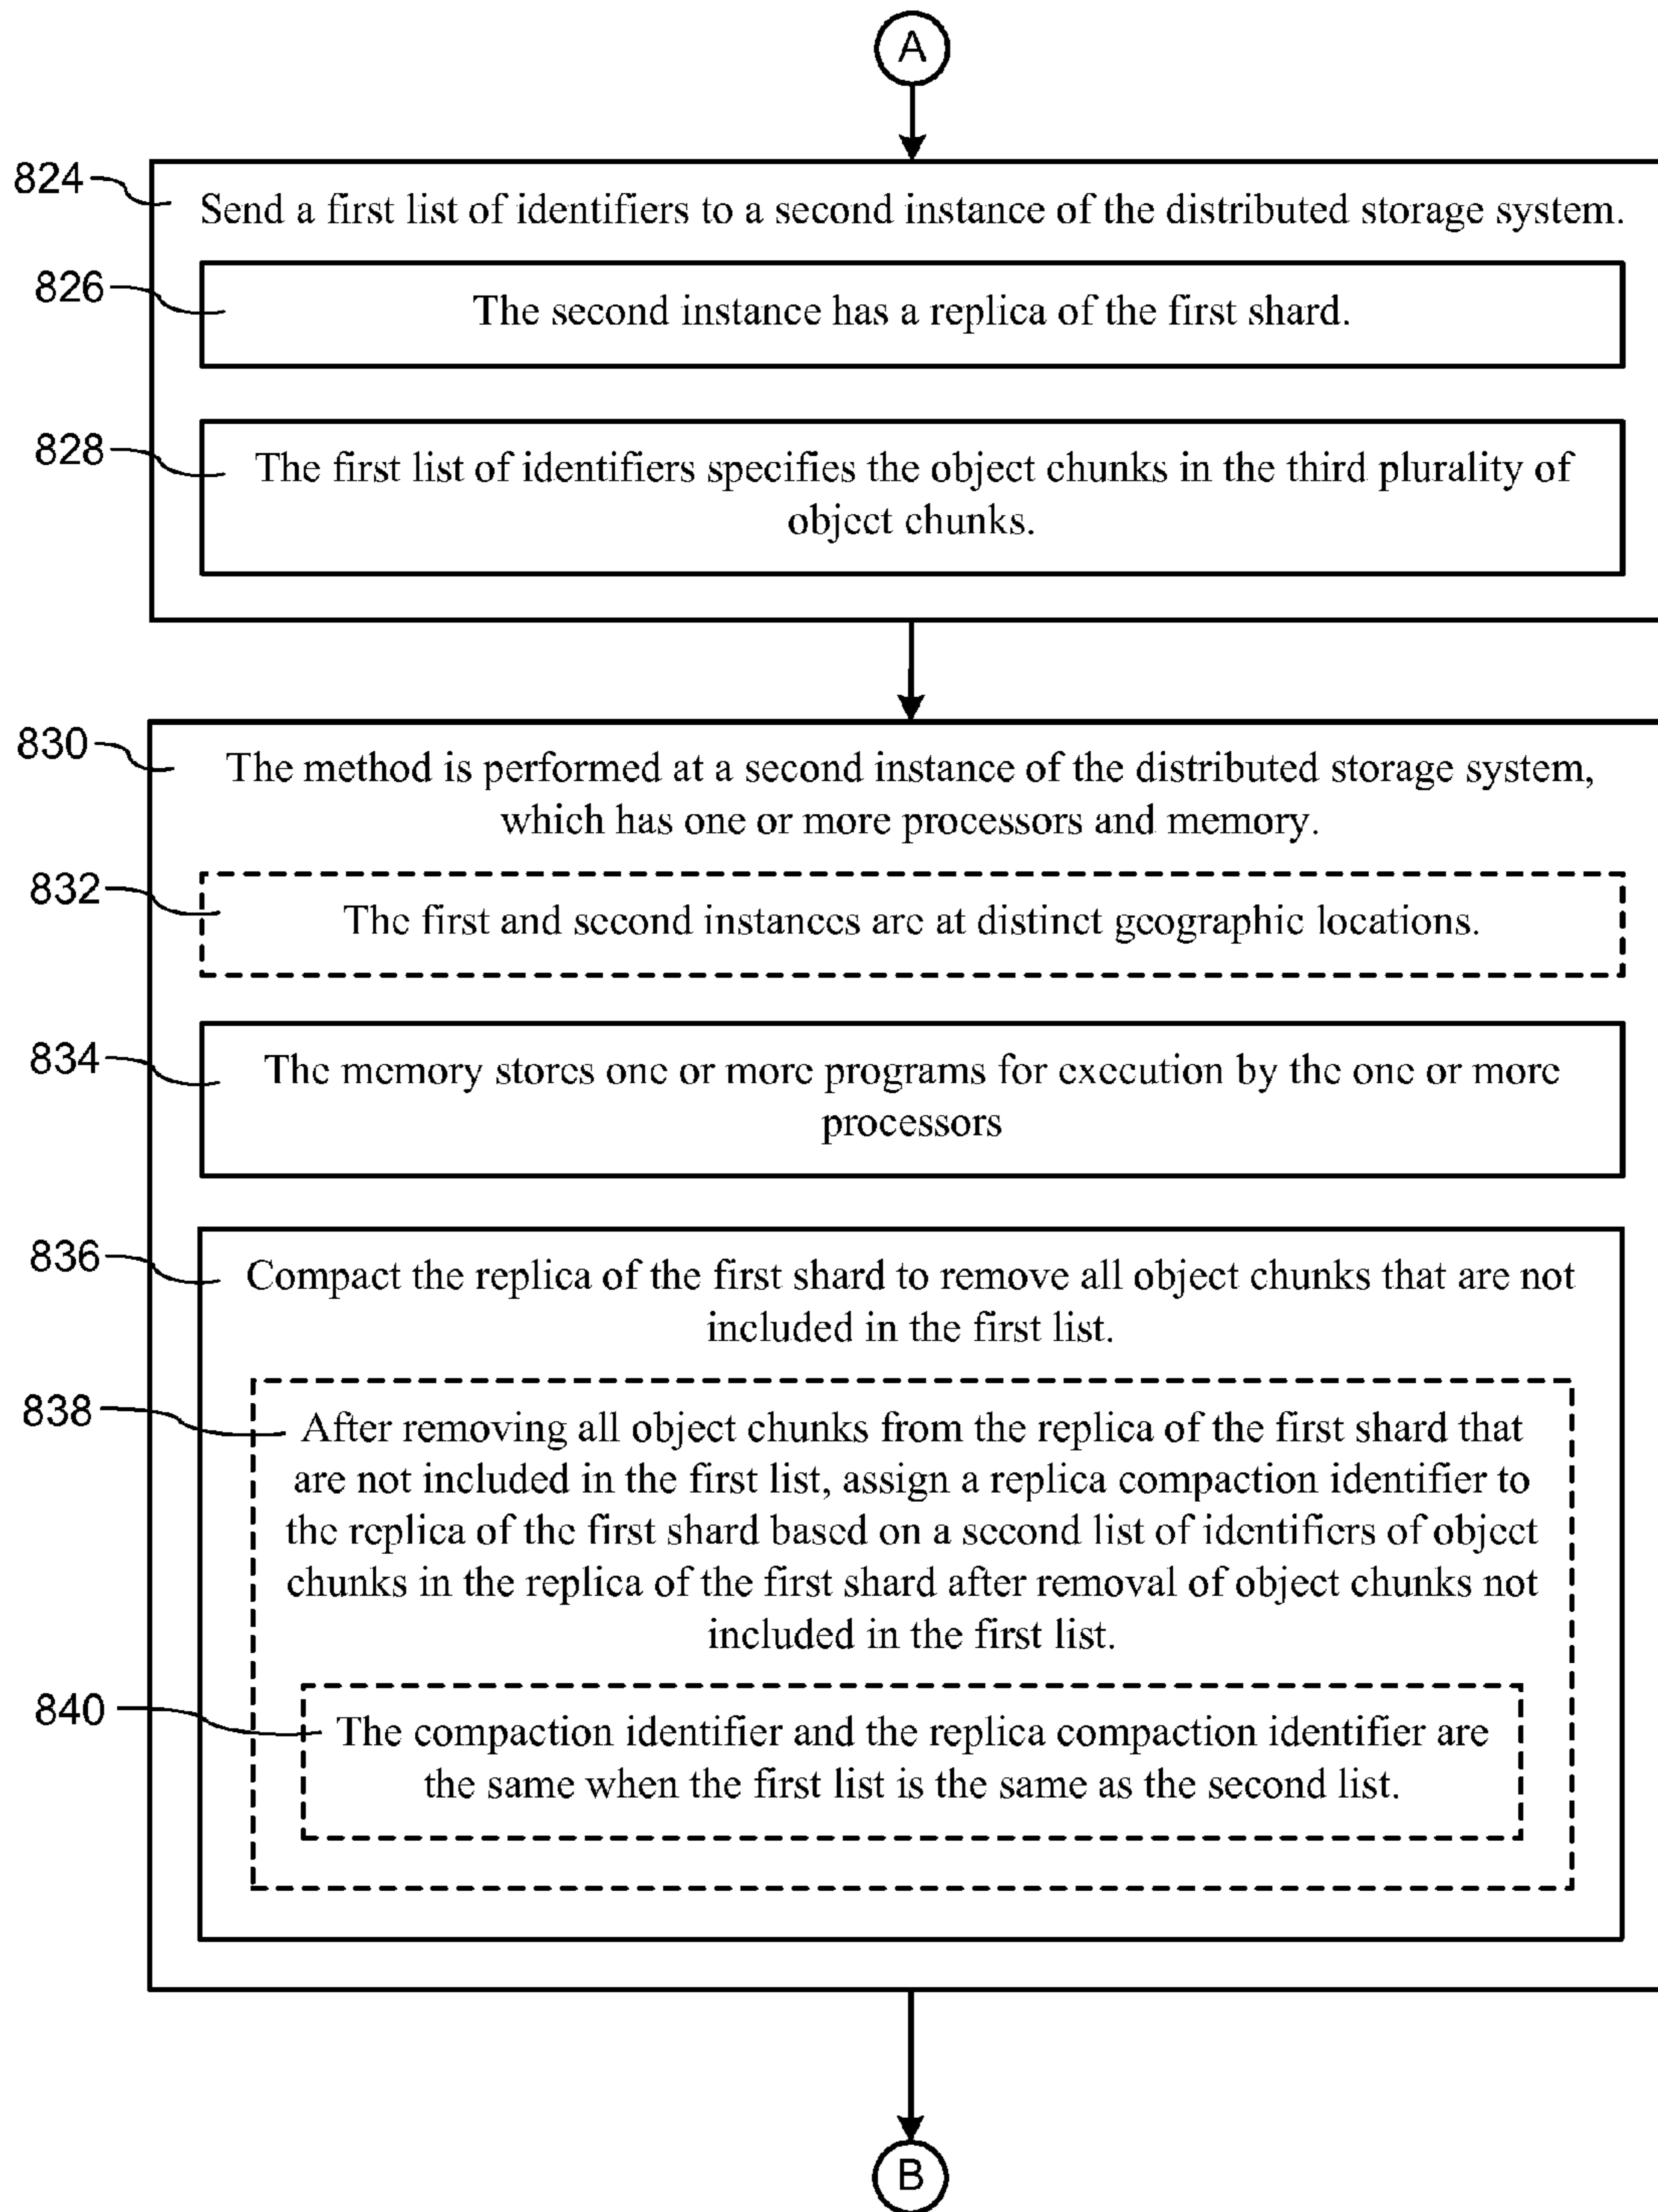 A
824
Send a first list of identifiers to a second instance of the distributed storage system.
826
The second instance has a replica of the first shard.
828
The first list of identifiers specifies the object chunks in the third plurality of
object chunks.
830
The method is performed at a second instance of the distributed storage system,
which has one or more processors and memory.
832
The first and second instances are at distinct geographic locations.
834
The memory stores one or more programs for execution by the one or more
processors
836
Compact the replica of the first shard to remove all object chunks that are not
included in the first list.
838
After removing all object chunks from the replica of the first shard that
are not included in the first list, assign a replica compaction identifier to
the replica of the first shard based on a second list of identifiers of object
chunks in the replica of the first shard after removal of object chunks not
included in the first list.
840
The compaction identifier and the replica compaction identifier are
the same when the first list is the same as the second list.
B